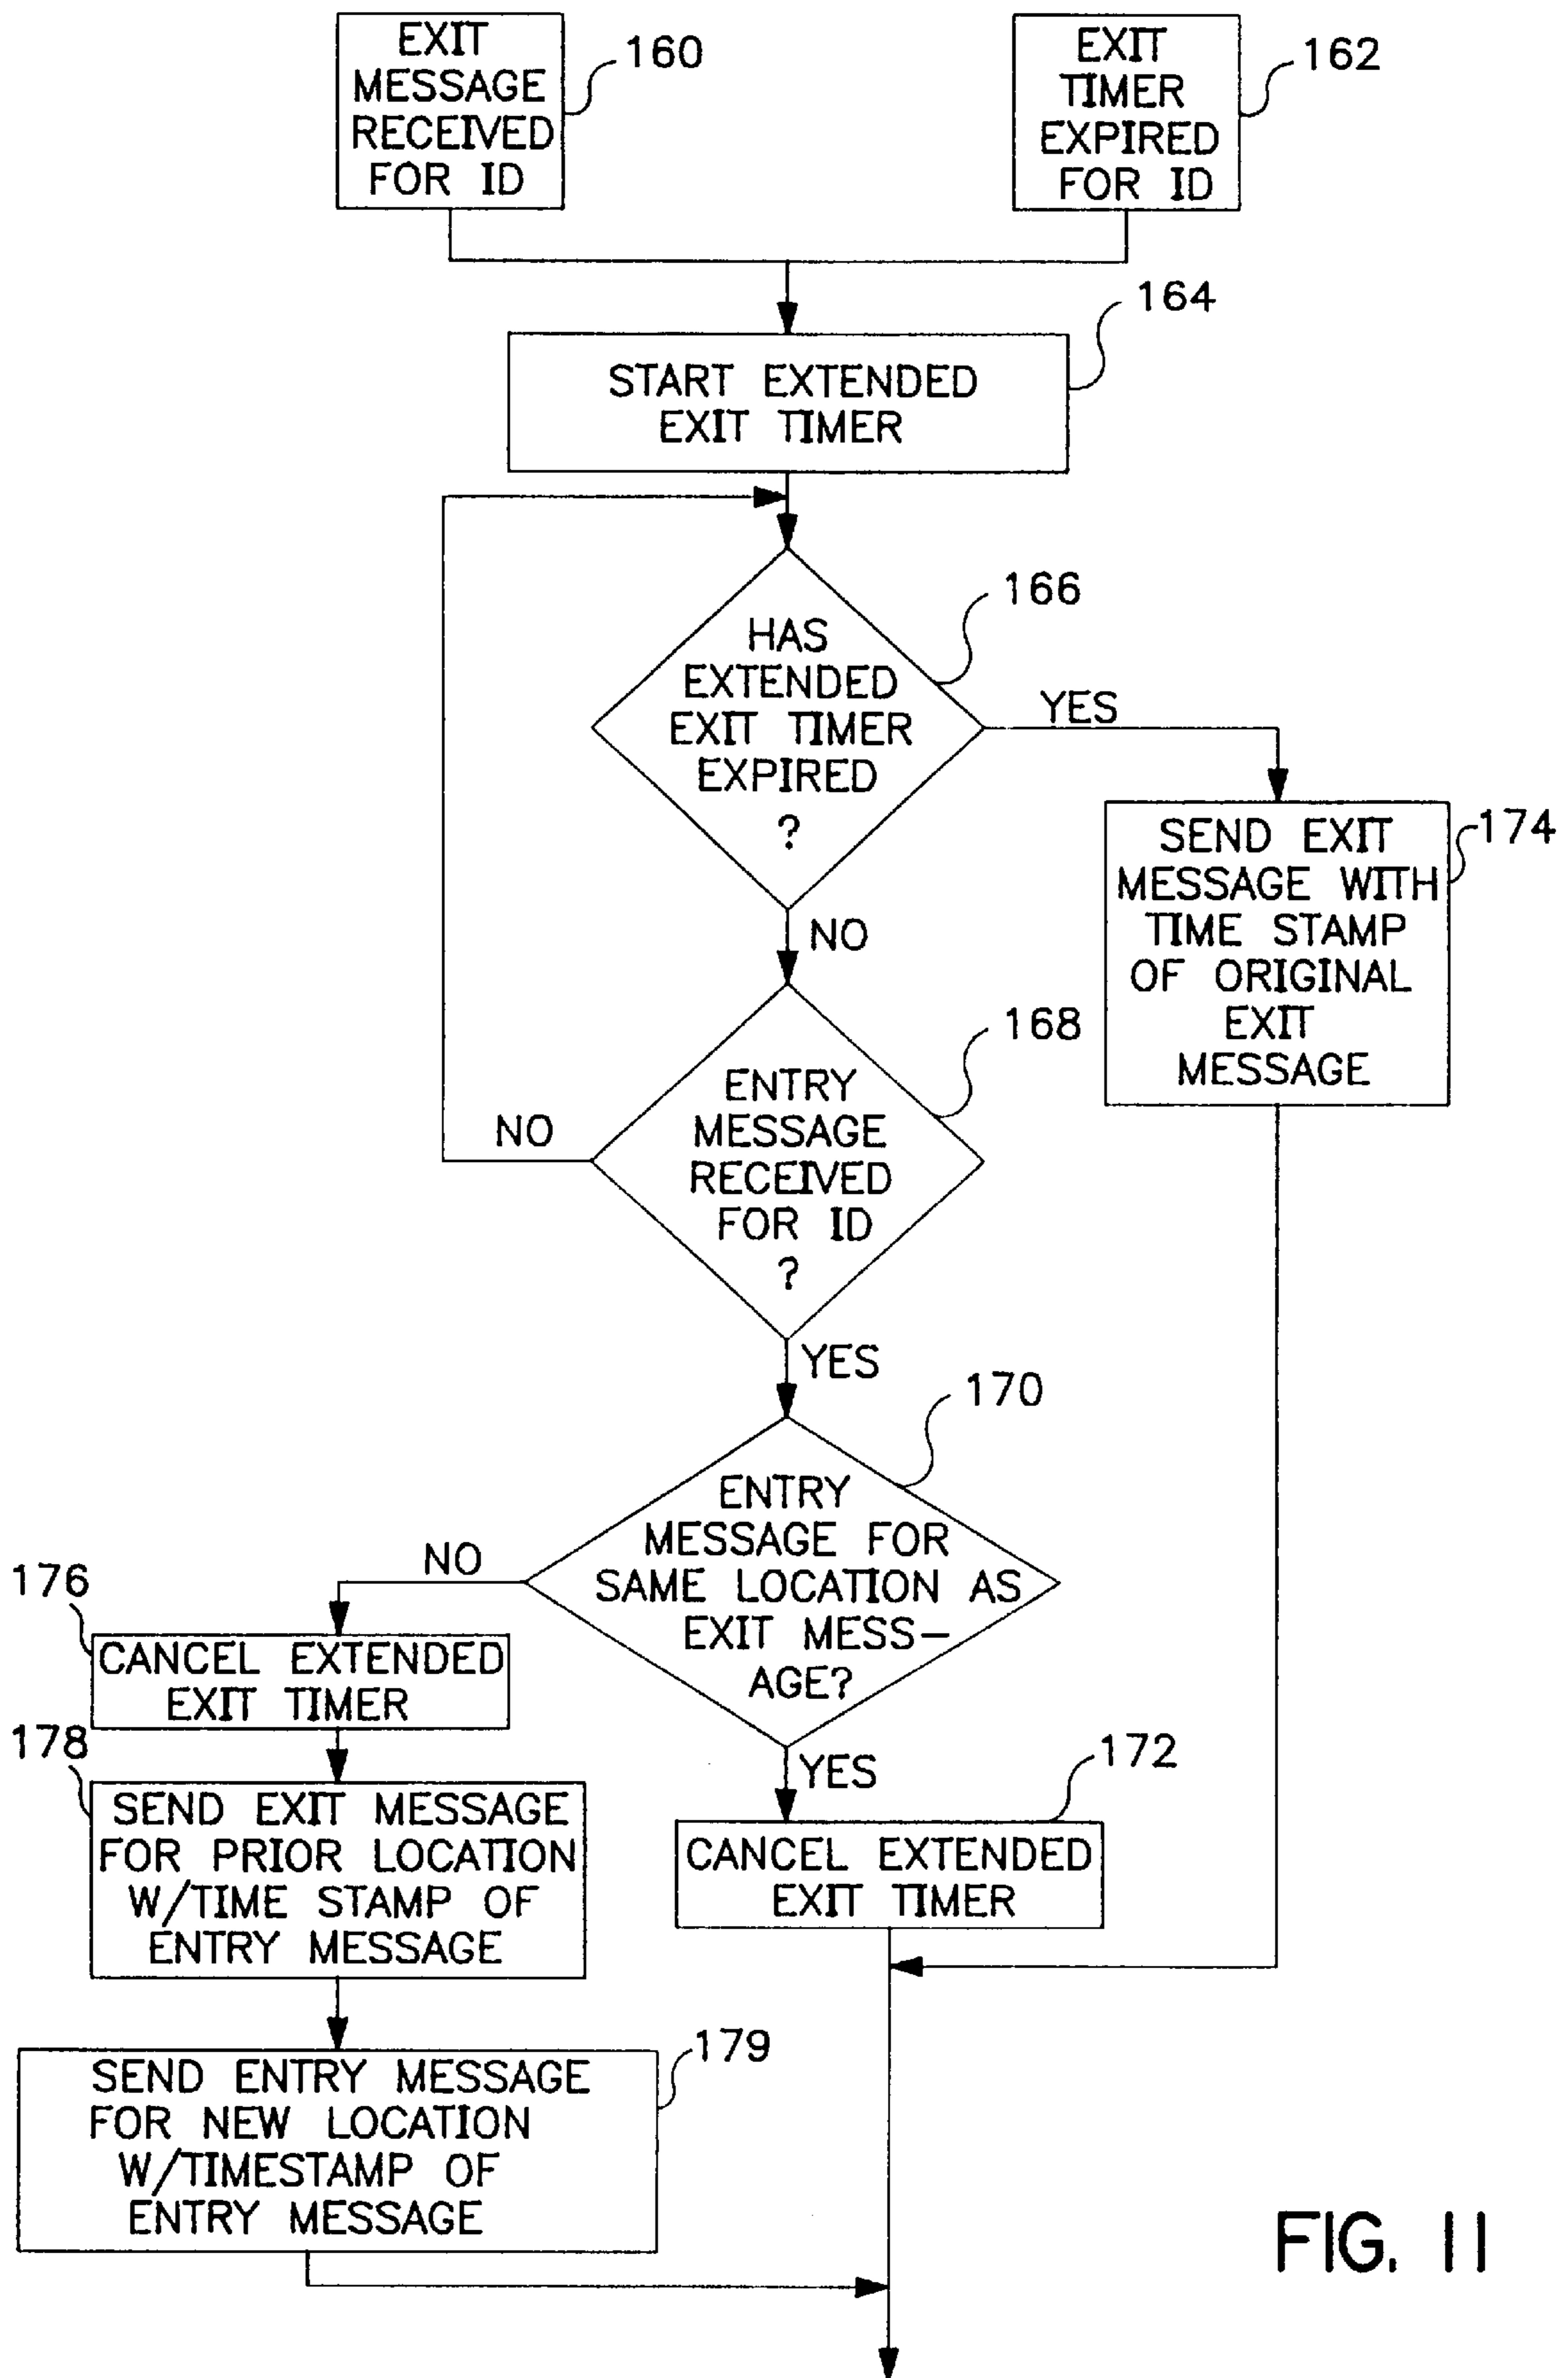 EXIT
MESSAGE
RECEIVED
FOR ID
160
EXIT
TIMER
EXPIRED
FOR ID
162
START EXTENDED
EXIT TIMER
164
HAS
EXTENDED
EXIT TIMER
EXPIRED
?
166
YES
NO
SEND EXIT
MESSAGE WITH
TIME STAMP
OF ORIGINAL
EXIT
MESSAGE
174
ENTRY
MESSAGE
RECEIVED
FOR ID
?
168
NO
YES
ENTRY
MESSAGE FOR
SAME LOCATION AS
EXIT MESS-
AGE?
170
NO
YES
176
CANCEL EXTENDED
EXIT TIMER
178
SEND EXIT MESSAGE
FOR PRIOR LOCATION
W/TIME STAMP OF
ENTRY MESSAGE
172
CANCEL EXTENDED
EXIT TIMER
179
SEND ENTRY MESSAGE
FOR NEW LOCATION
W/TIMESTAMP OF
ENTRY MESSAGE
FIG. 11